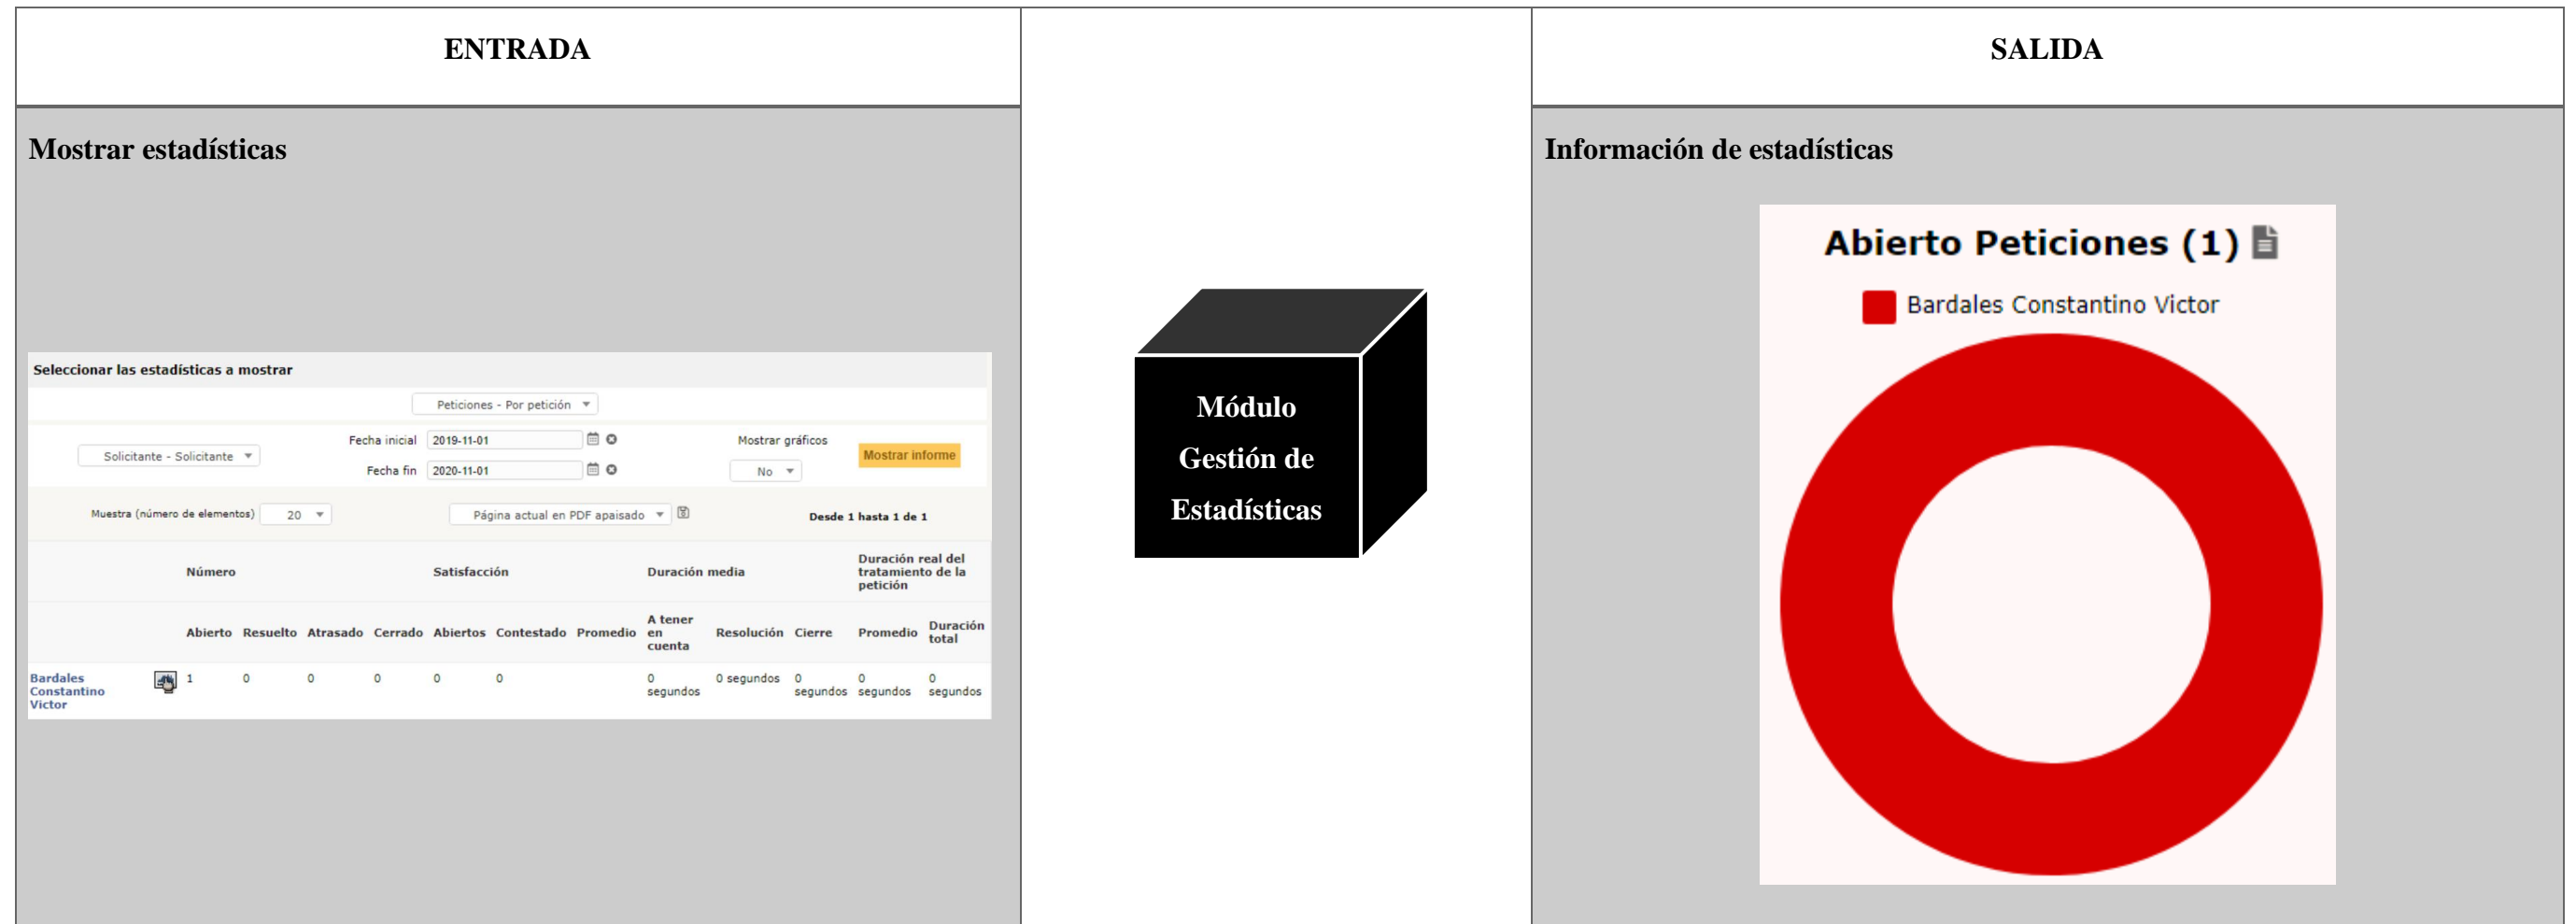 ENTRADA
SALIDA
Mostrar estadísticas
Seleccionar las estadísticas a mostrar
Peticiones - Por petición
Solicitante - Solicitante
Fecha inicial 2019-11-01
Fecha fin 2020-11-01
Mostrar gráficos
No
Mostrar informe
Muestra (número de elementos) 20
Página actual en PDF apaisado
Desde 1 hasta 1 de 1
Número Satisfacción Duración media Duración real del
tratamiento de la
petición
Abierto Resuelto Atrasado Cerrado Abiertos Contestado Promedio A tener
en
cuenta
Resolución Cierre Promedio Duración
total
Bardales
Constantino
Victor
1 0 0 0 0 0 0
segundos
0 segundos 0
segundos
0
segundos
0
segundos
Módulo
Gestión de
Estadísticas
Información de estadísticas
Abierto Peticiones (1)
Bardales Constantino Victor